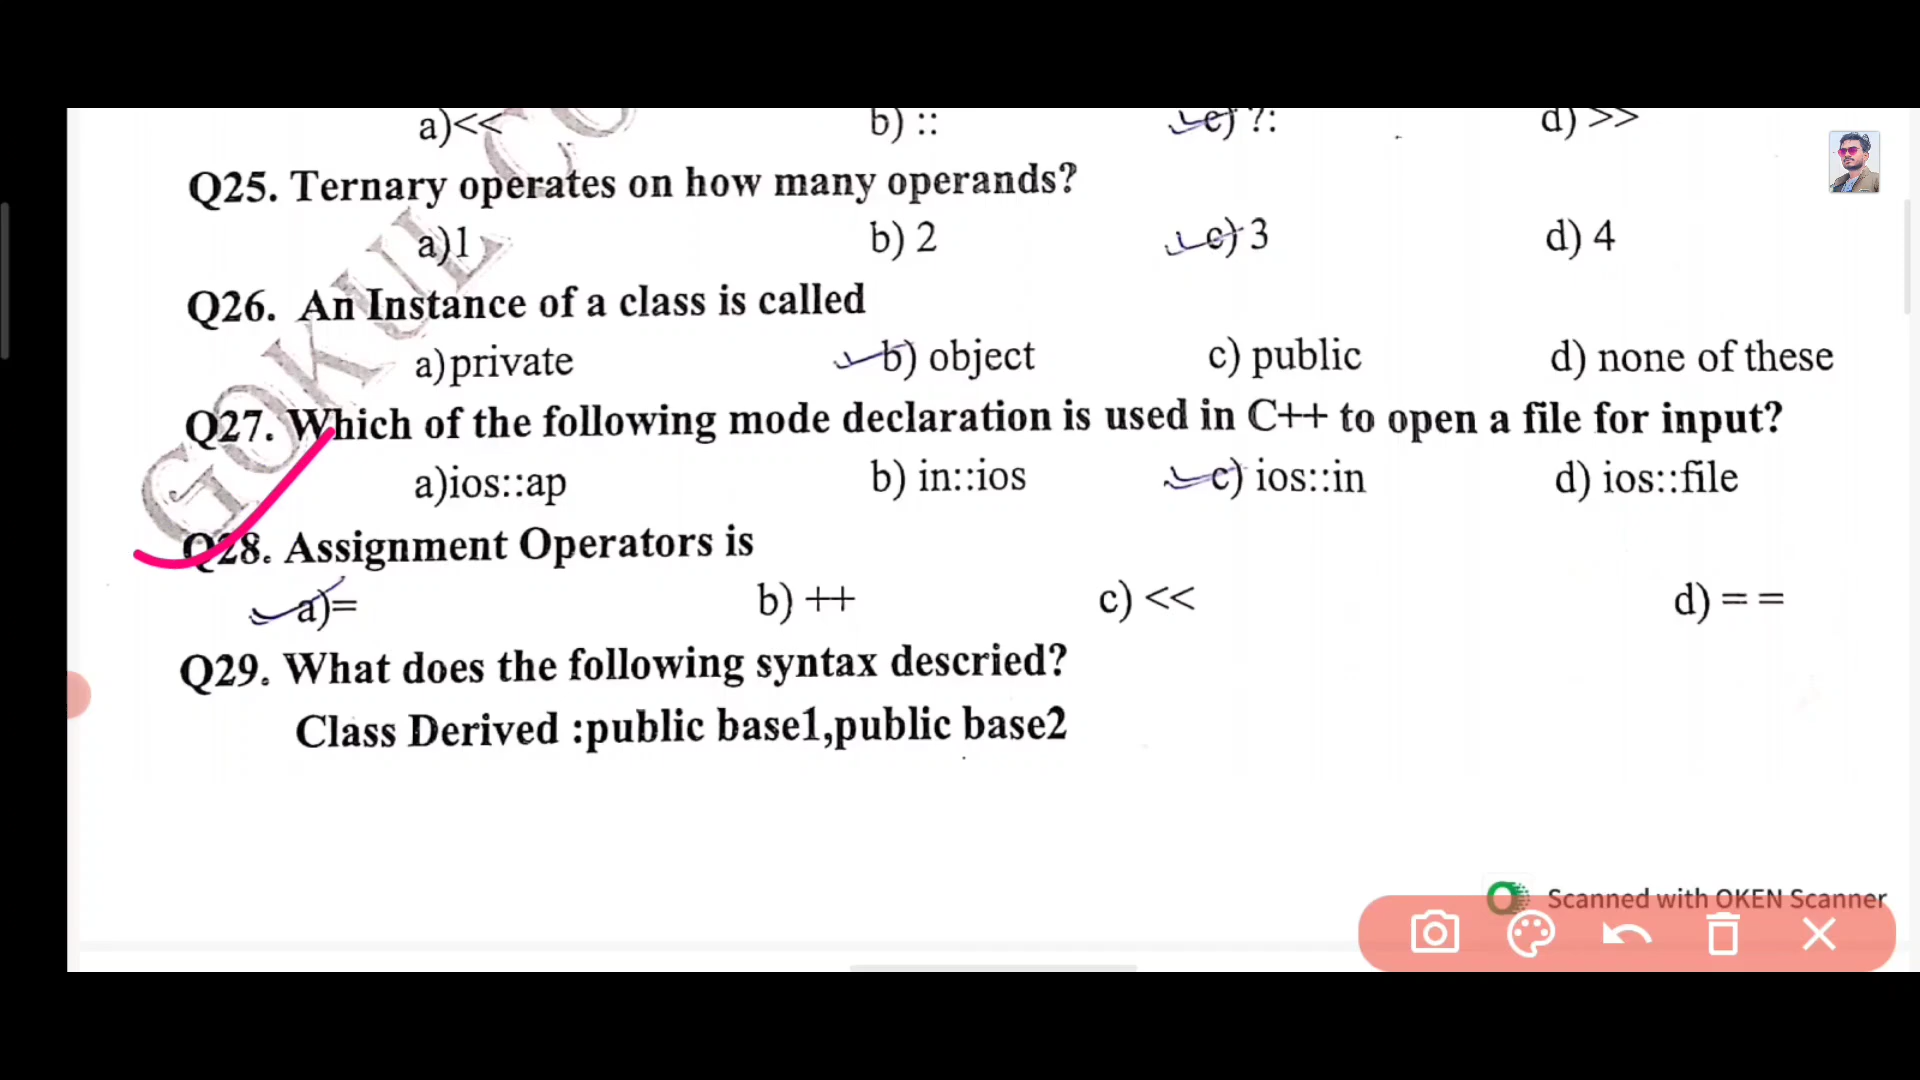 a)<< b) :: c) ?: d) >>
Q25. Ternary operates on how many operands?
a)1 b) 2 c) 3 d) 4
Q26. An Instance of a class is called
a)private b) object c) public d) none of these
Q27. Which of the following mode declaration is used in C++ to open a file for input?
a)ios::ap b) in::ios c) ios::in d) ios::file
Q28. Assignment Operators is
a)= b) ++ c) << d) = =
Q29. What does the following syntax descried?
Class Derived :public base1,public base2
GOKUL CO
Scanned with OKEN Scanner